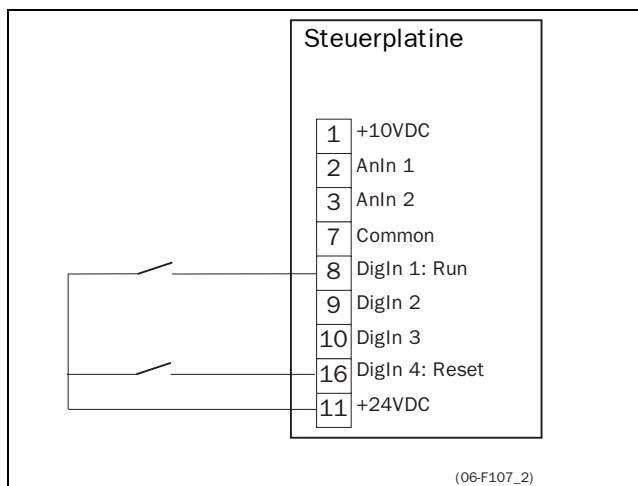 Steuerplatine
1 +10VDC
2 AnIn 1
3 AnIn 2
7 Common
8 DigIn 1: Run
9 DigIn 2
10 DigIn 3
16 DigIn 4: Reset
11 +24VDC
(06-F107_2)